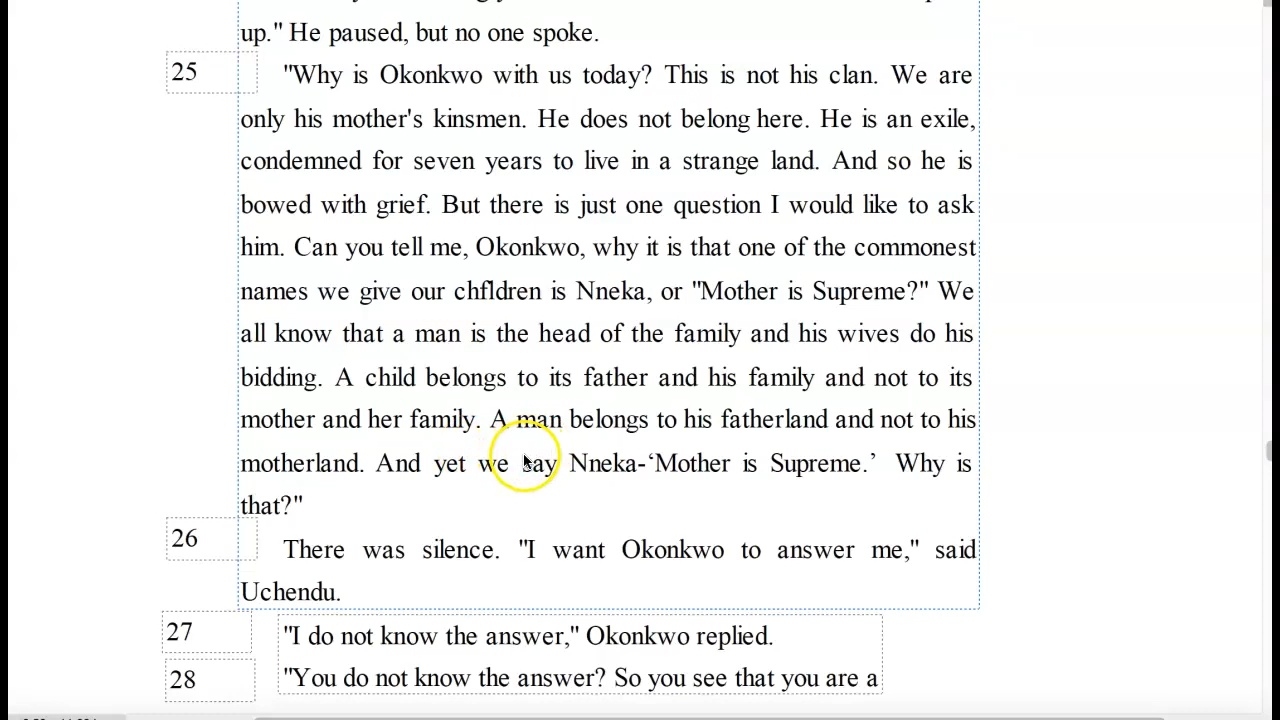 up." He paused, but no one spoke.
25
"Why is Okonkwo with us today? This is not his clan. We are
only his mother's kinsmen. He does not belong here. He is an exile,
condemned for seven years to live in a strange land. And so he is
bowed with grief. But there is just one question I would like to ask
him. Can you tell me, Okonkwo, why it is that one of the commonest
names we give our chfldren is Nneka, or "Mother is Supreme?" We
all know that a man is the head of the family and his wives do his
bidding. A child belongs to its father and his family and not to its
mother and her family. A man belongs to his fatherland and not to his
motherland. And yet we say Nneka-‘Mother is Supreme.’ Why is
that?"
26
There was silence. "I want Okonkwo to answer me," said
Uchendu.
27
"I do not know the answer," Okonkwo replied.
28
"You do not know the answer? So you see that you are a